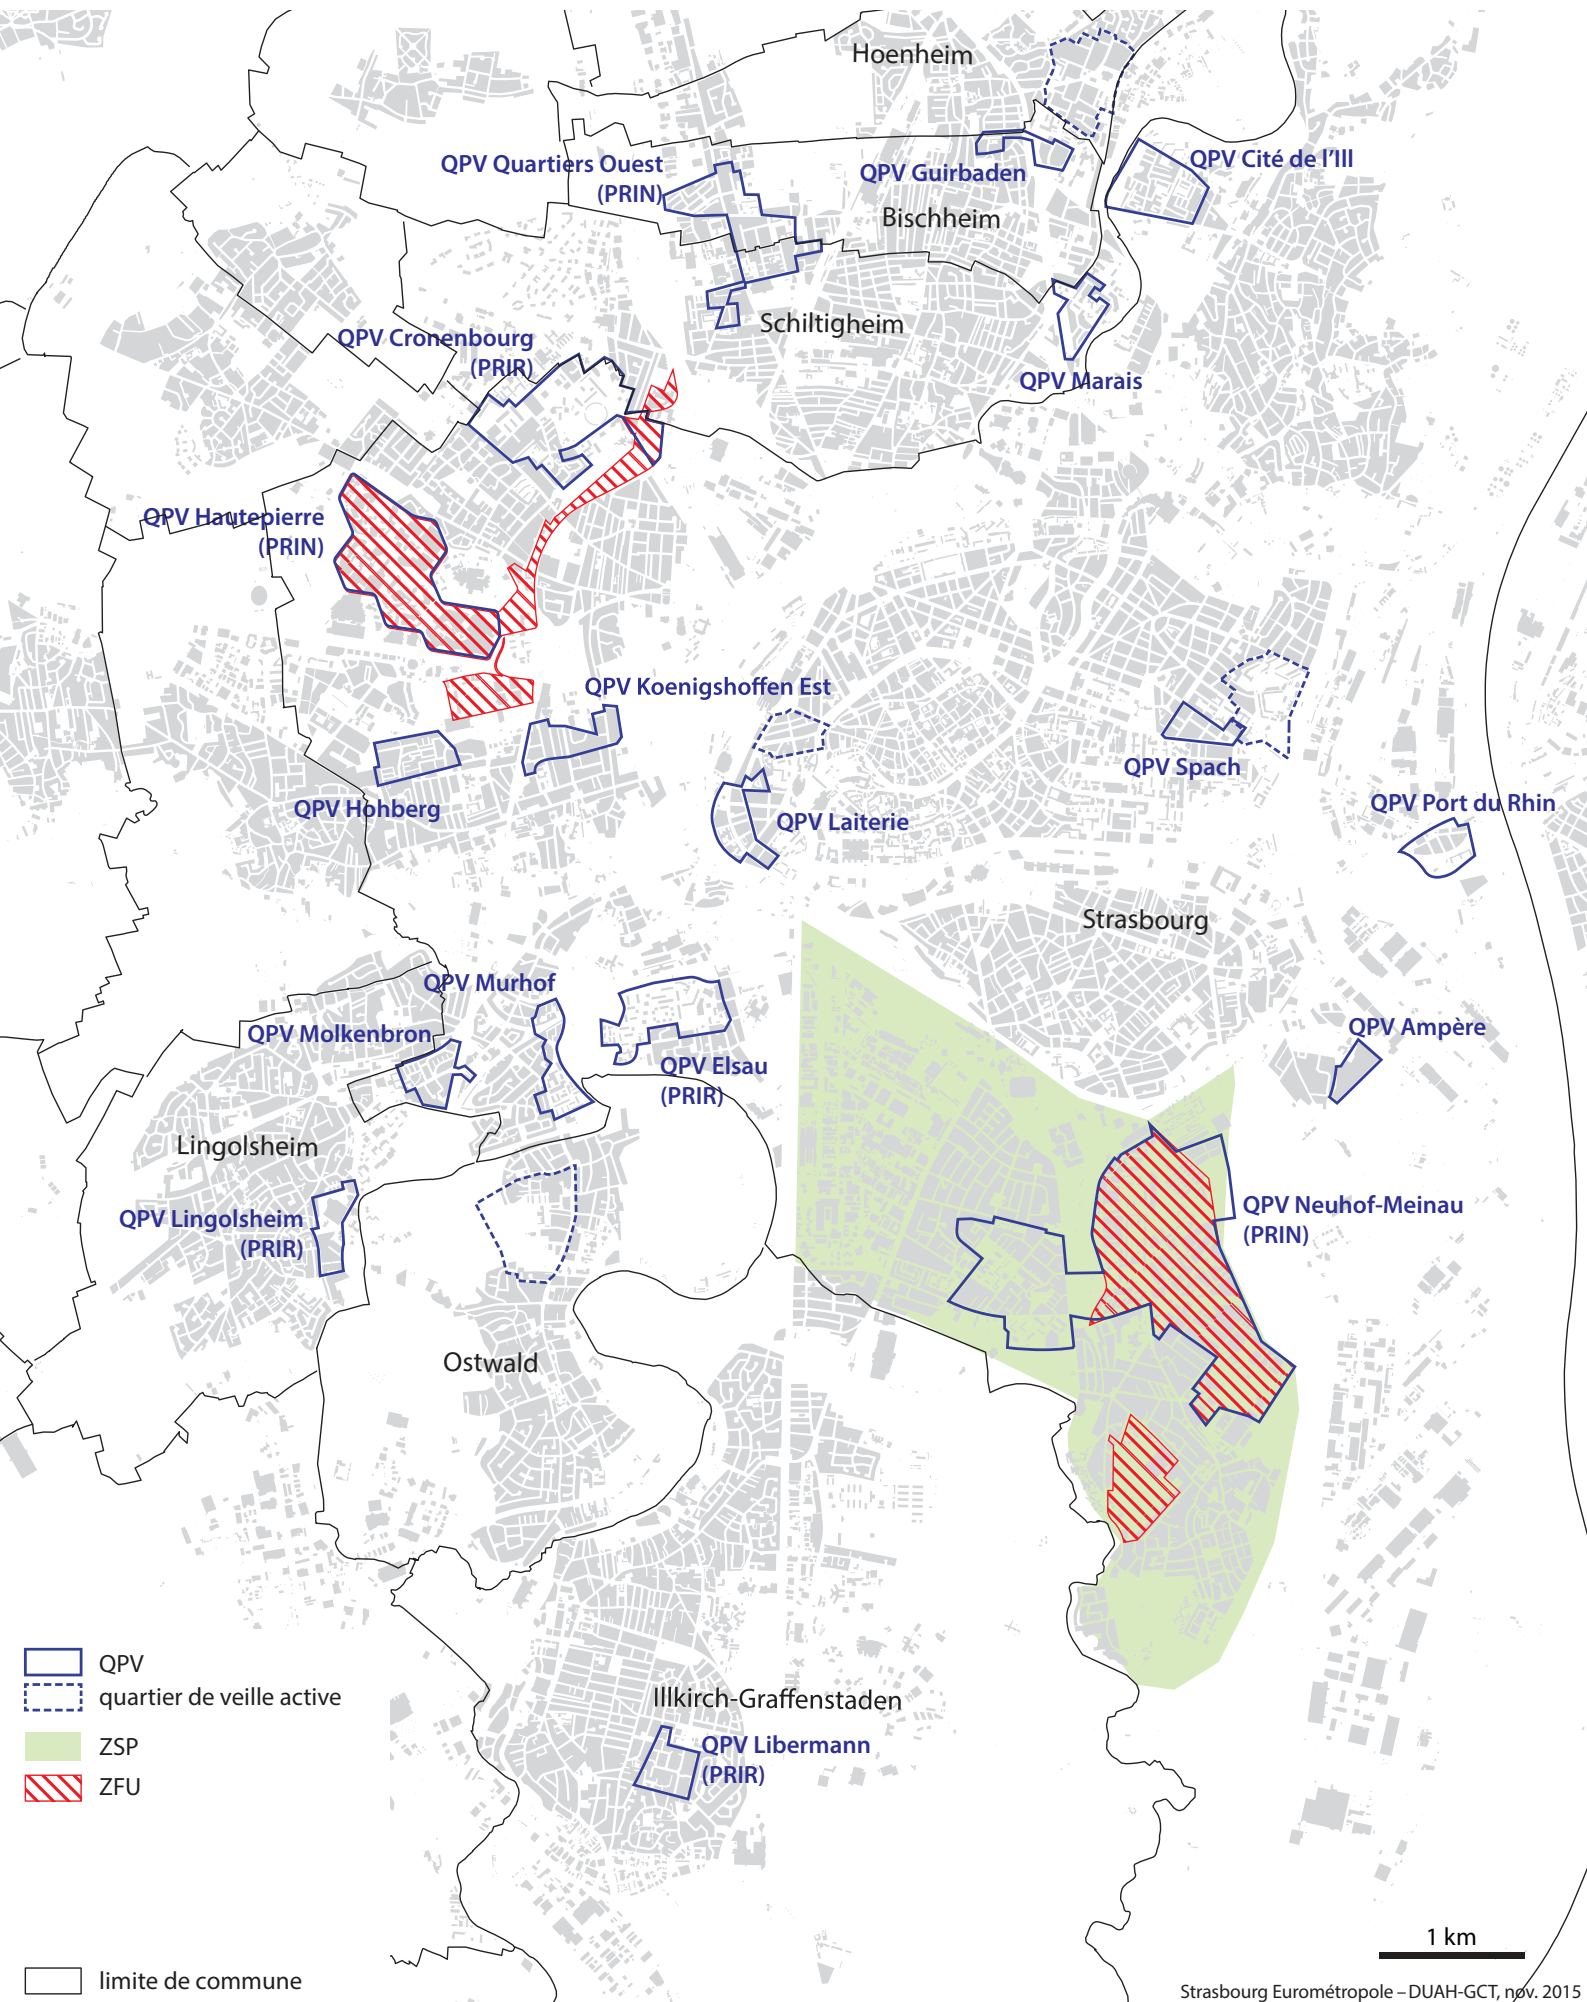 Hoenheim
QPV Quartiers Ouest
(PRIN)
QPV Guirbaden
QPV Cité de l'Ill
Bischheim
QPV Cronenbourg
(PRIR)
Schiltigheim
QPV Marais
QPV Hautepierre
(PRIN)
QPV Koenigshoffen Est
QPV Spach
QPV Hohberg
QPV Laiterie
QPV Port du Rhin
Strasbourg
QPV Murhof
QPV Molkenbron
QPV Elsau
(PRIR)
QPV Ampère
Lingolsheim
QPV Lingolsheim
(PRIR)
QPV Neuhof-Meinau
(PRIN)
Ostwald
QPV
quartier de veille active
ZSP
ZFU
Illkirch-Graffenstaden
QPV Libermann
(PRIR)
limite de commune
1 km
Strasbourg Eurométropole – DUAH-GCT, nov. 2015